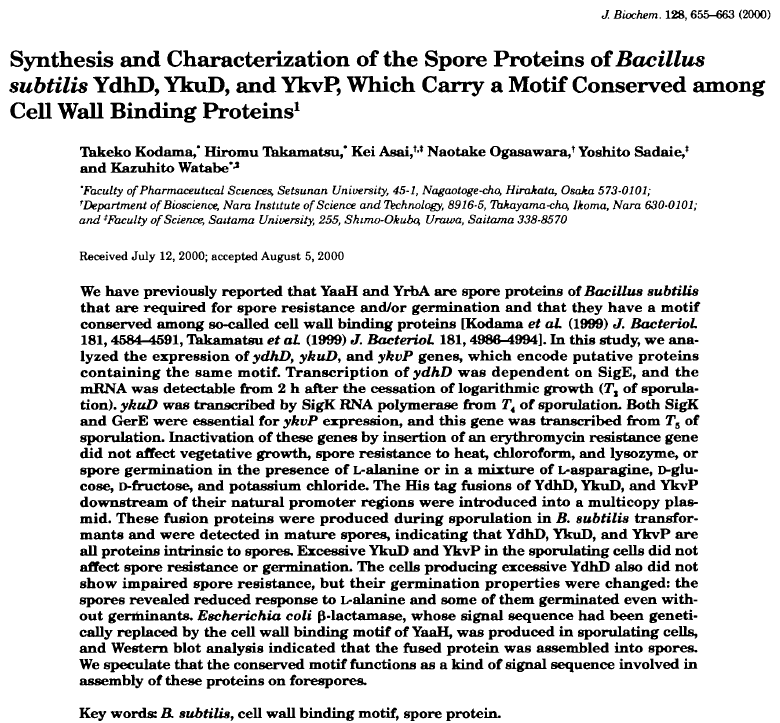 J. Biochem. 128, 655–663 (2000)
Synthesis and Characterization of the Spore Proteins of Bacillus
subtilis YdhD, YkuD, and YkvP, Which Carry a Motif Conserved among
Cell Wall Binding Proteins¹
Takeko Kodama,* Hiromu Takamatsu,* Kei Asai,†,‡ Naotake Ogasawara,† Yoshito Sadaie,‡
and Kazuhito Watabe*,²
*Faculty of Pharmaceutical Sciences, Setsunan University, 45-1, Nagaotoge-cho, Hirakata, Osaka 573-0101;
†Department of Bioscience, Nara Institute of Science and Technology, 8916-5, Takayama-cho, Ikoma, Nara 630-0101;
and ‡Faculty of Science, Saitama University, 255, Shimo-Okubo, Urawa, Saitama 338-8570
Received July 12, 2000; accepted August 5, 2000
We have previously reported that YaaH and YrbA are spore proteins of Bacillus subtilis
that are required for spore resistance and/or germination and that they have a motif
conserved among so-called cell wall binding proteins [Kodama et al. (1999) J. Bacteriol.
181, 4584–4591, Takamatsu et al. (1999) J. Bacteriol. 181, 4986–4994]. In this study, we ana-
lyzed the expression of ydhD, ykuD, and ykvP genes, which encode putative proteins
containing the same motif. Transcription of ydhD was dependent on SigE, and the
mRNA was detectable from 2 h after the cessation of logarithmic growth (T₂ of sporula-
tion). ykuD was transcribed by SigK RNA polymerase from T₄ of sporulation. Both SigK
and GerE were essential for ykvP expression, and this gene was transcribed from T₅ of
sporulation. Inactivation of these genes by insertion of an erythromycin resistance gene
did not affect vegetative growth, spore resistance to heat, chloroform, and lysozyme, or
spore germination in the presence of L-alanine or in a mixture of L-asparagine, D-glu-
cose, D-fructose, and potassium chloride. The His tag fusions of YdhD, YkuD, and YkvP
downstream of their natural promoter regions were introduced into a multicopy plas-
mid. These fusion proteins were produced during sporulation in B. subtilis transfor-
mants and were detected in mature spores, indicating that YdhD, YkuD, and YkvP are
all proteins intrinsic to spores. Excessive YkuD and YkvP in the sporulating cells did not
affect spore resistance or germination. The cells producing excessive YdhD also did not
show impaired spore resistance, but their germination properties were changed: the
spores revealed reduced response to L-alanine and some of them germinated even with-
out germinants. Escherichia coli β-lactamase, whose signal sequence had been geneti-
cally replaced by the cell wall binding motif of YaaH, was produced in sporulating cells,
and Western blot analysis indicated that the fused protein was assembled into spores.
We speculate that the conserved motif functions as a kind of signal sequence involved in
assembly of these proteins on forespores.
Key words: B. subtilis, cell wall binding motif, spore protein.